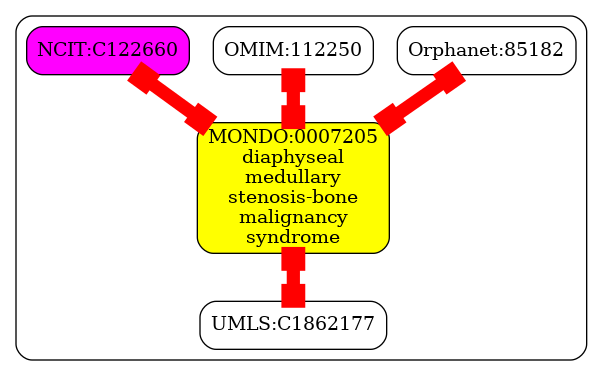 NCIT:C122660
OMIM:112250
Orphanet:85182
MONDO:0007205
diaphyseal
medullary
stenosis-bone
malignancy
syndrome
UMLS:C1862177